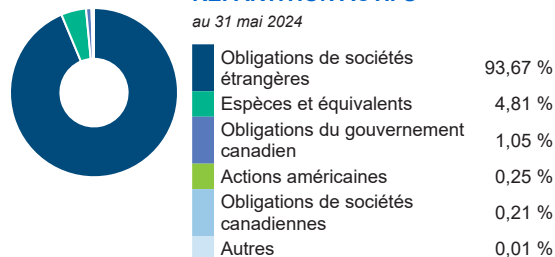 au 31 mai 2024
Obligations de sociétés
étrangères 93,67 %
Espèces et équivalents 4,81 %
Obligations du gouvernement
canadien 1,05 %
Actions américaines 0,25 %
Obligations de sociétés
canadiennes 0,21 %
Autres 0,01 %